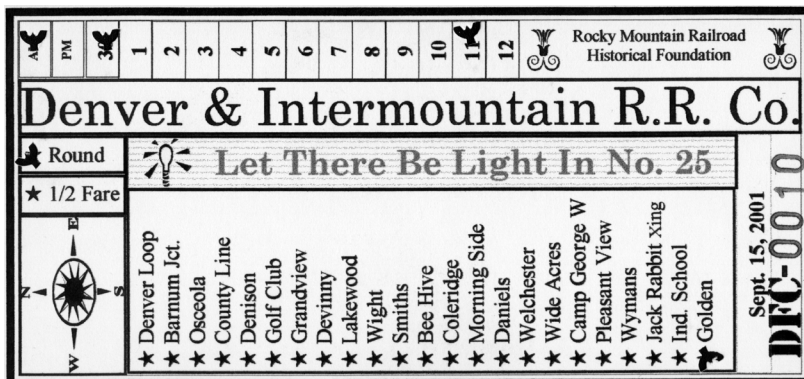 PM
1
2
3
4
5
6
7
8
9
10
11
12
Rocky Mountain Railroad
Historical Foundation
Denver & Intermountain R.R. Co.
Round
★ 1/2 Fare
Let There Be Light In No. 25
N
E
S
W
★ Denver Loop
★ Barnum Jct.
★ Osceola
★ County Line
★ Denison
★ Golf Club
★ Grandview
★ Devinny
★ Lakewood
★ Wight
★ Smiths
★ Bee Hive
★ Coleridge
★ Morning Side
★ Daniels
★ Welchester
★ Wide Acres
★ Camp George W
★ Pleasant View
★ Wymans
★ Jack Rabbit Xing
★ Ind. School
Golden
Sept. 15, 2001
DFC-0010